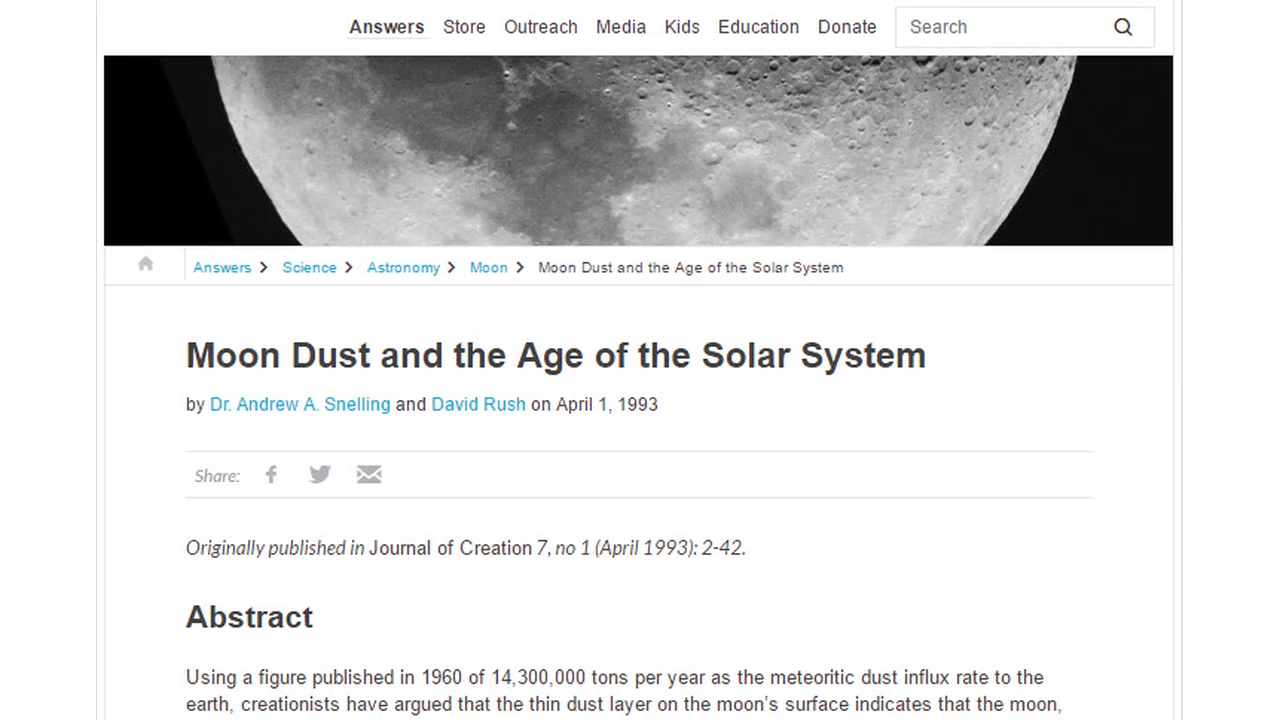 Answers Store Outreach Media Kids Education Donate Search
Answers Science Astronomy Moon Moon Dust and the Age of the Solar System
Moon Dust and the Age of the Solar System
by Dr. Andrew A. Snelling and David Rush on April 1, 1993
Share:
Originally published in Journal of Creation 7, no 1 (April 1993): 2-42.
Abstract
Using a figure published in 1960 of 14,300,000 tons per year as the meteoritic dust influx rate to the
earth, creationists have argued that the thin dust layer on the moon’s surface indicates that the moon,